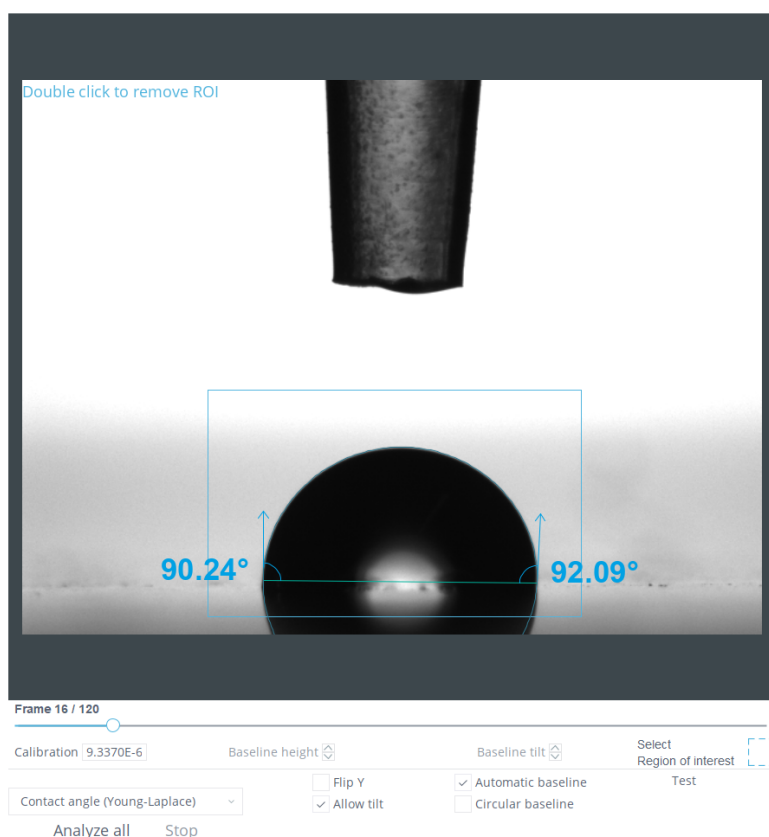 Double click to remove ROI
90.24°
92.09°
Frame 16 / 120
Calibration 9.3370E-6 Baseline height Baseline tilt Select
Region of interest
Flip Y Automatic baseline Test
Contact angle (Young-Laplace) Allow tilt Circular baseline
Analyze all Stop